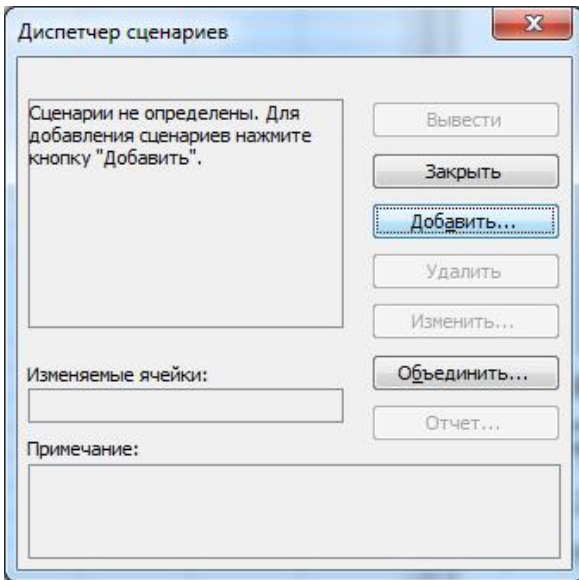 Диспетчер сценариев
Сценарии не определены. Для
добавления сценариев нажмите
кнопку "Добавить".
Вывести
Закрыть
Добавить...
Удалить
Изменить...
Изменяемые ячейки:
Объединить...
Отчет...
Примечание: